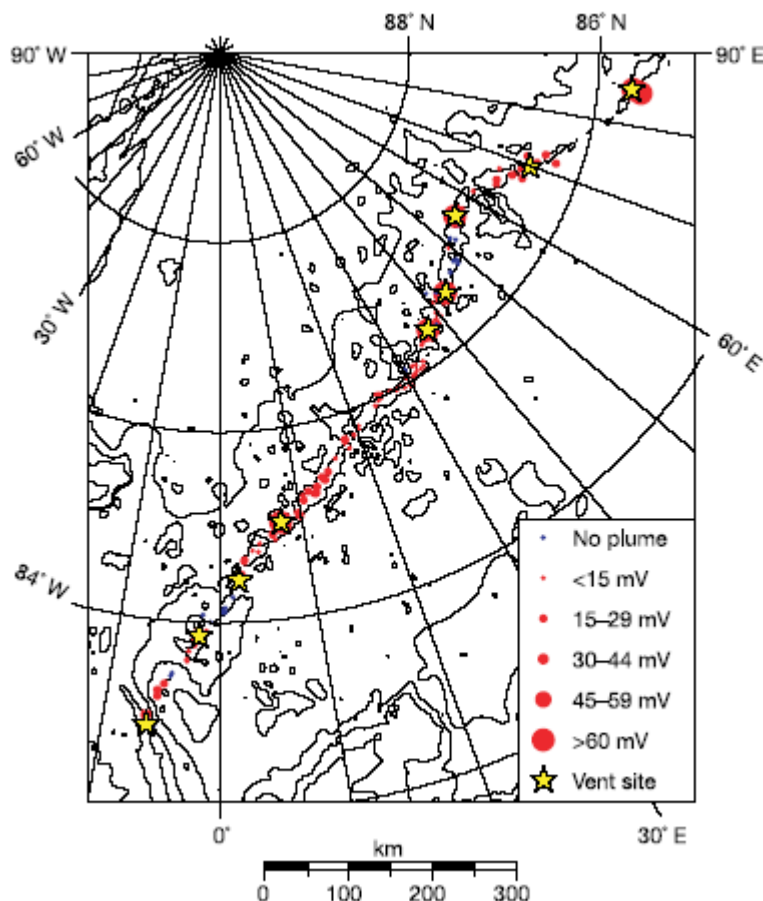 88° N 86° N
90° W 90° E
60° W
30° W
60° E
84° W
No plume
<15 mV
15–29 mV
30–44 mV
45–59 mV
>60 mV
Vent site
0° 30° E
km
0 100 200 300